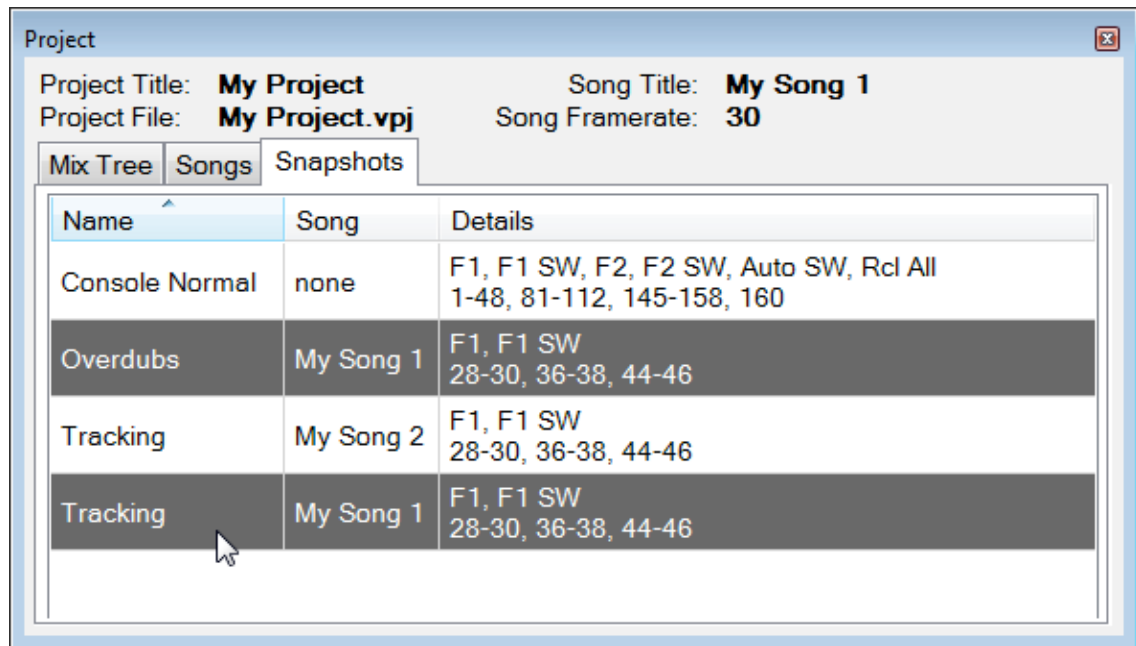 Project
Project Title: My Project Song Title: My Song 1
Project File: My Project.vpj Song Framerate: 30
Mix Tree Songs Snapshots
Name Song Details
Console Normal none F1, F1 SW, F2, F2 SW, Auto SW, Rcl All
1-48, 81-112, 145-158, 160
Overdubs My Song 1 F1, F1 SW
28-30, 36-38, 44-46
Tracking My Song 2 F1, F1 SW
28-30, 36-38, 44-46
Tracking My Song 1 F1, F1 SW
28-30, 36-38, 44-46